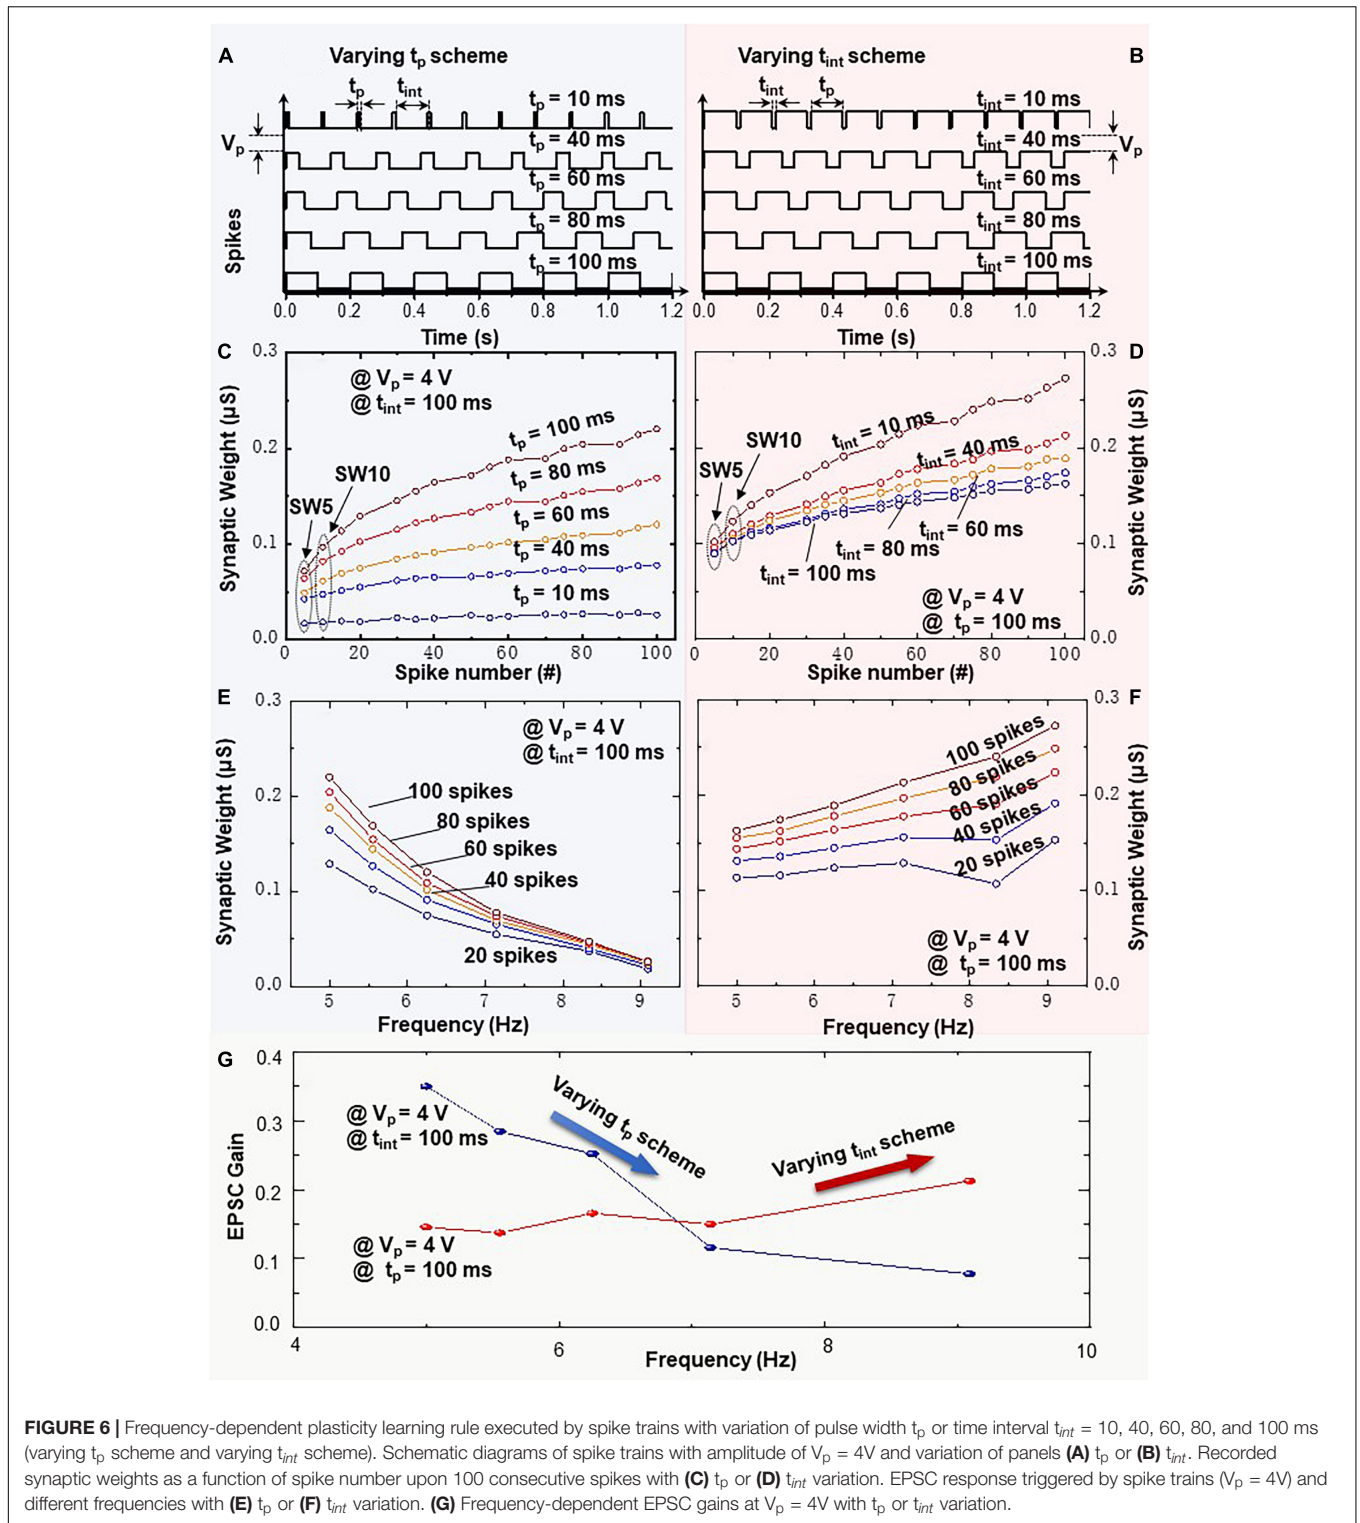 A
Varying tp scheme
tp
tint
tp = 10 ms
tp = 40 ms
tp = 60 ms
tp = 80 ms
tp = 100 ms
Vp
Spikes
0.0 0.2 0.4 0.6 0.8 1.0 1.2
Time (s)
B
Varying tint scheme
tint
tp
tint = 10 ms
tint = 40 ms
tint = 60 ms
tint = 80 ms
tint = 100 ms
Vp
0.0 0.2 0.4 0.6 0.8 1.0 1.2
Time (s)
C
0.3
0.2
0.1
0.0
Synaptic Weight (µS)
@ Vp = 4 V
@ tint = 100 ms
SW10
SW5
tp = 100 ms
tp = 80 ms
tp = 60 ms
tp = 40 ms
tp = 10 ms
0 20 40 60 80 100
Spike number (#)
D
0.3
0.2
0.1
0.0
Synaptic Weight (µS)
SW10
SW5
tint = 10 ms
tint = 40 ms
tint = 60 ms
tint = 80 ms
tint = 100 ms
@ Vp = 4 V
@ tp = 100 ms
0 20 40 60 80 100
Spike number (#)
E
0.3
0.2
0.1
0.0
Synaptic Weight (µS)
@ Vp = 4 V
@ tint = 100 ms
100 spikes
80 spikes
60 spikes
40 spikes
20 spikes
5 6 7 8 9
Frequency (Hz)
F
0.3
0.2
0.1
0.0
Synaptic Weight (µS)
100 spikes
80 spikes
60 spikes
40 spikes
20 spikes
@ Vp = 4 V
@ tp = 100 ms
5 6 7 8 9
Frequency (Hz)
G
0.4
0.3
0.2
0.1
0.0
EPSC Gain
@ Vp = 4 V
@ tint = 100 ms
Varying tp scheme
Varying tint scheme
@ Vp = 4 V
@ tp = 100 ms
4 6 8 10
Frequency (Hz)
FIGURE 6 | Frequency-dependent plasticity learning rule executed by spike trains with variation of pulse width tp or time interval tint = 10, 40, 60, 80, and 100 ms
(varying tp scheme and varying tint scheme). Schematic diagrams of spike trains with amplitude of Vp = 4V and variation of panels (A) tp or (B) tint. Recorded
synaptic weights as a function of spike number upon 100 consecutive spikes with (C) tp or (D) tint variation. EPSC response triggered by spike trains (Vp = 4V) and
different frequencies with (E) tp or (F) tint variation. (G) Frequency-dependent EPSC gains at Vp = 4V with tp or tint variation.